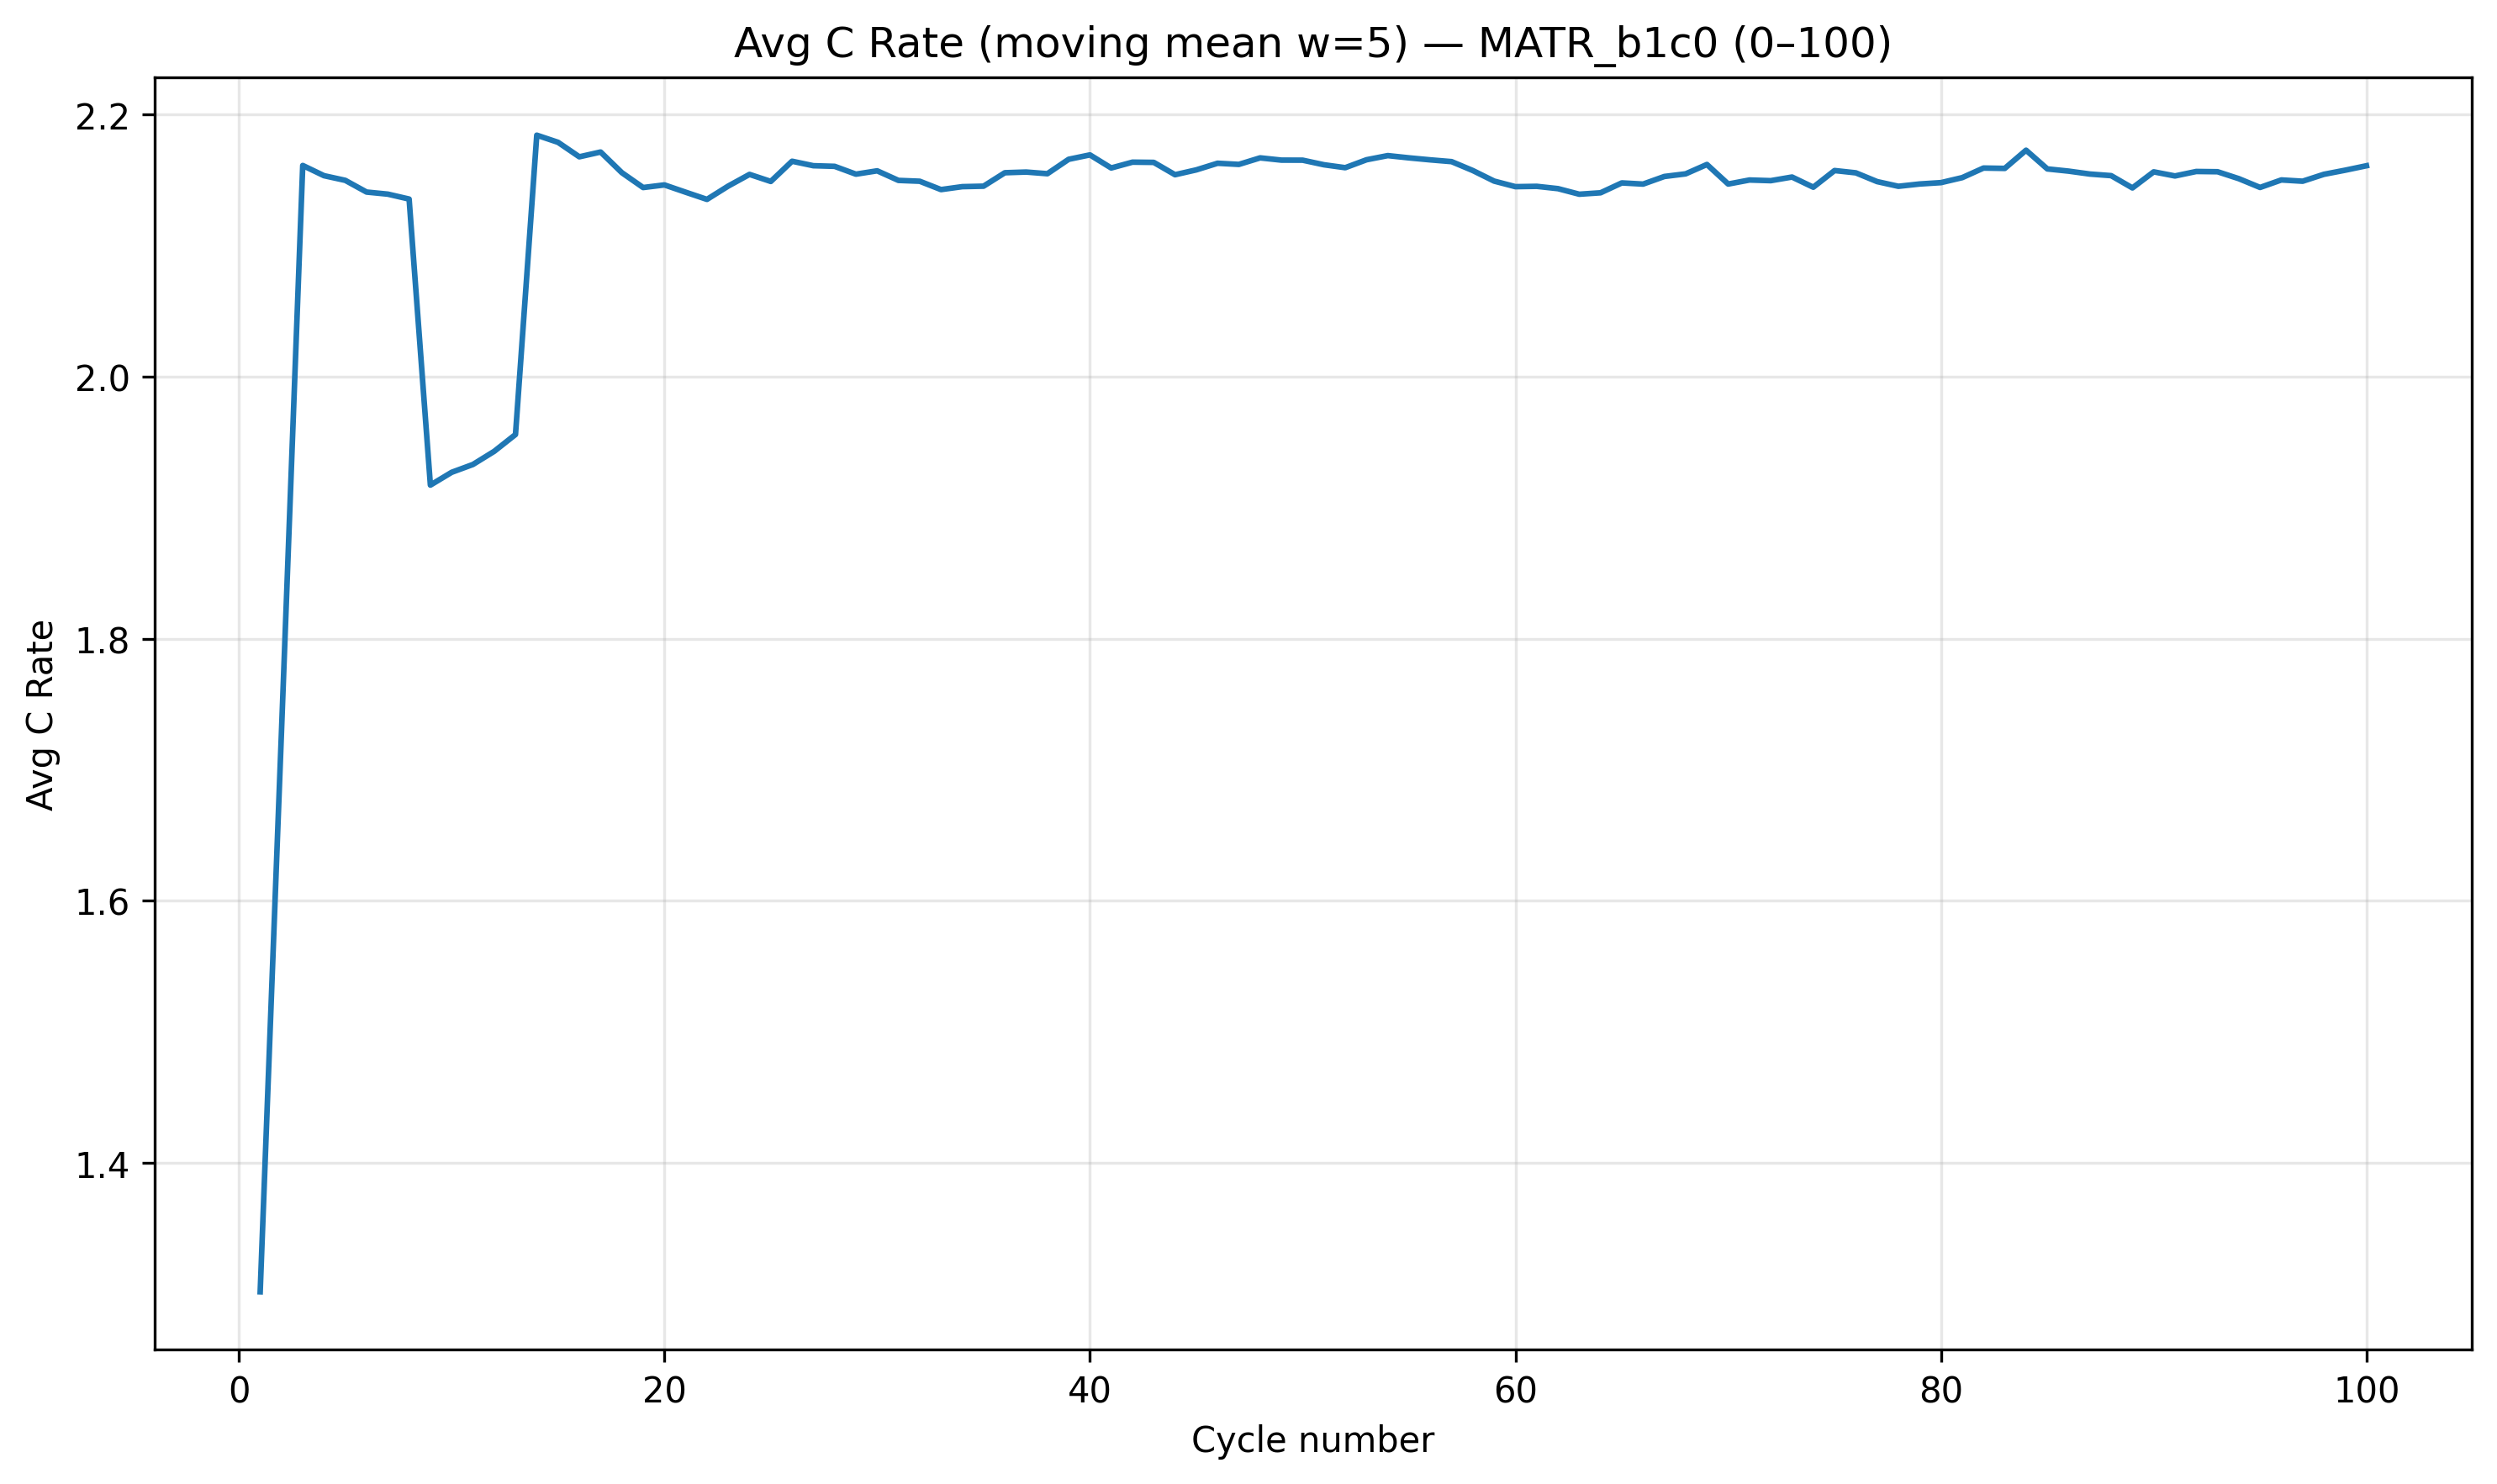 Avg C Rate (moving mean w=5) — MATR_b1c0 (0–100)
Avg C Rate
2.2
2.0
1.8
1.6
1.4
0 20 40 60 80 100
Cycle number